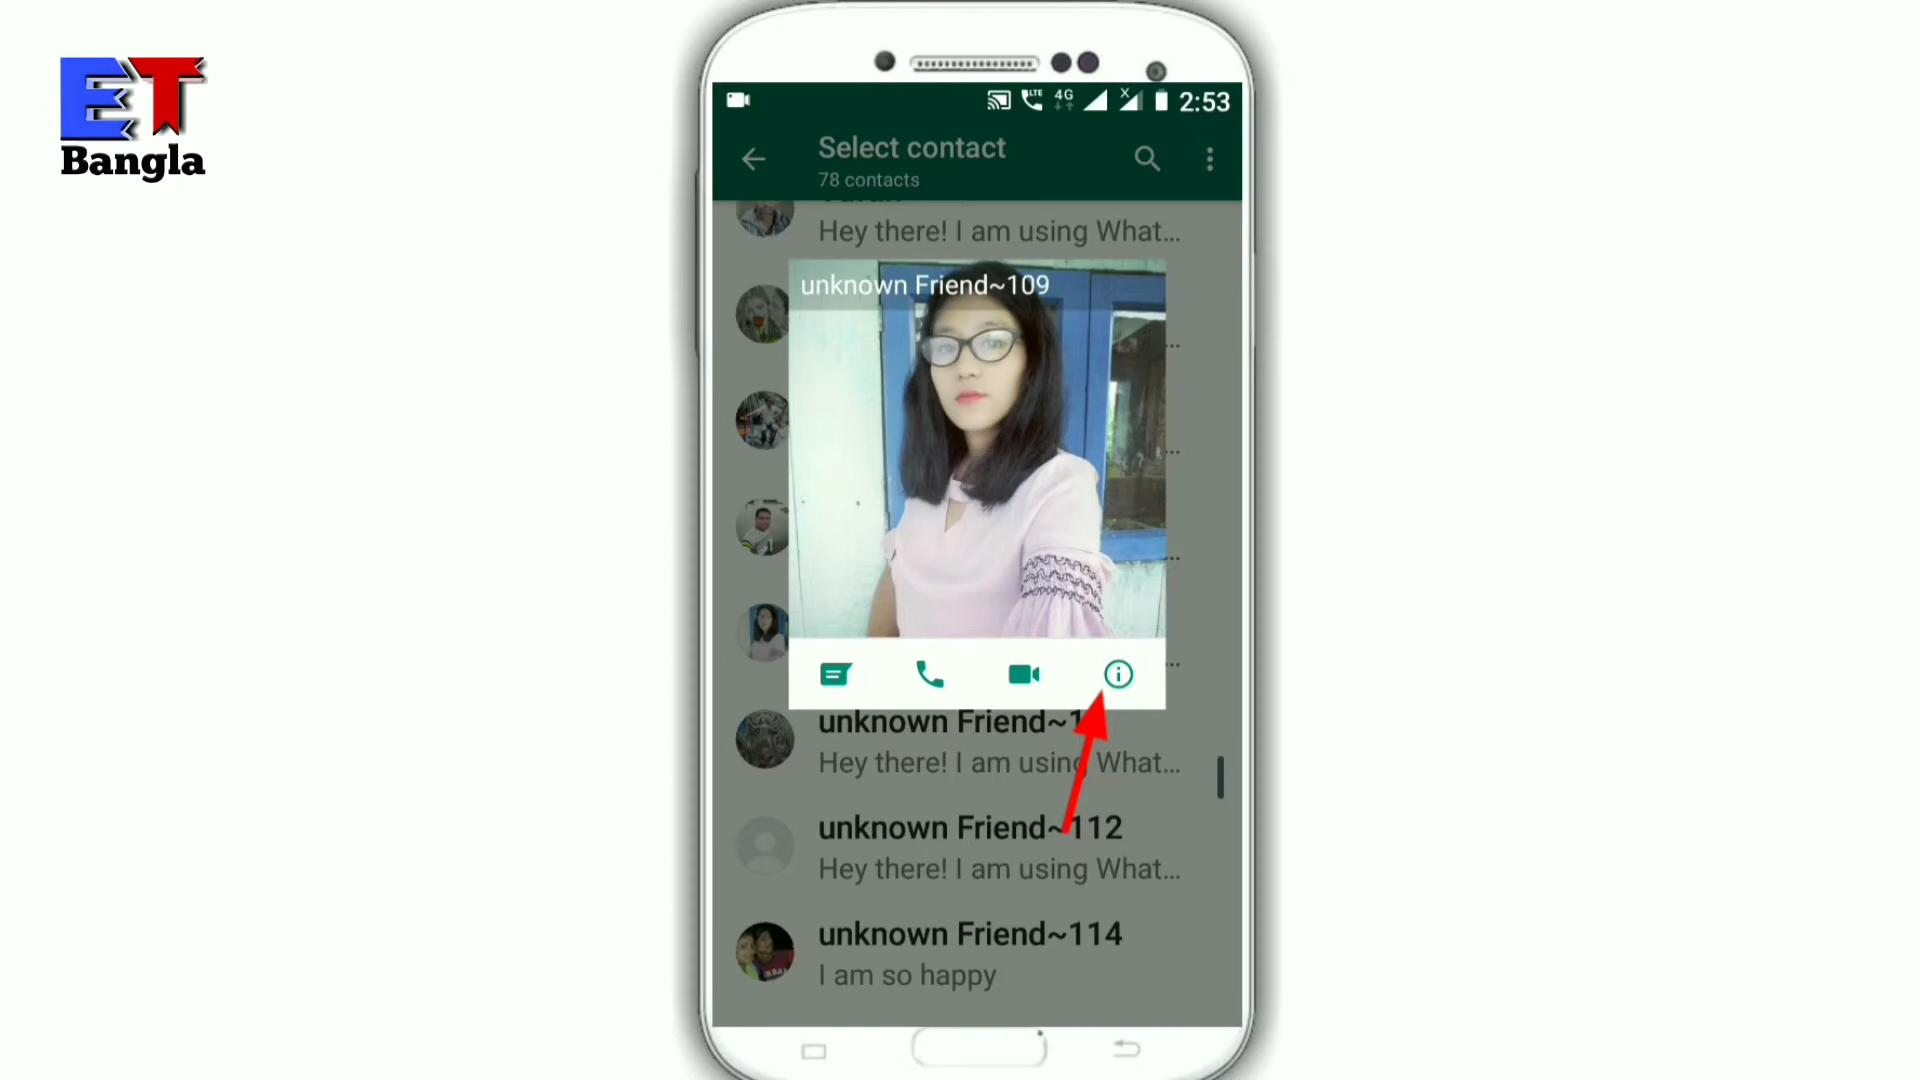 ET
Bangla
LTE
4G
X
2:53
Select contact
78 contacts
Hey there! I am using What...
unknown Friend~109
...
...
...
...
unknown Friend~1
Hey there! I am using What...
unknown Friend~112
Hey there! I am using What...
unknown Friend~114
I am so happy